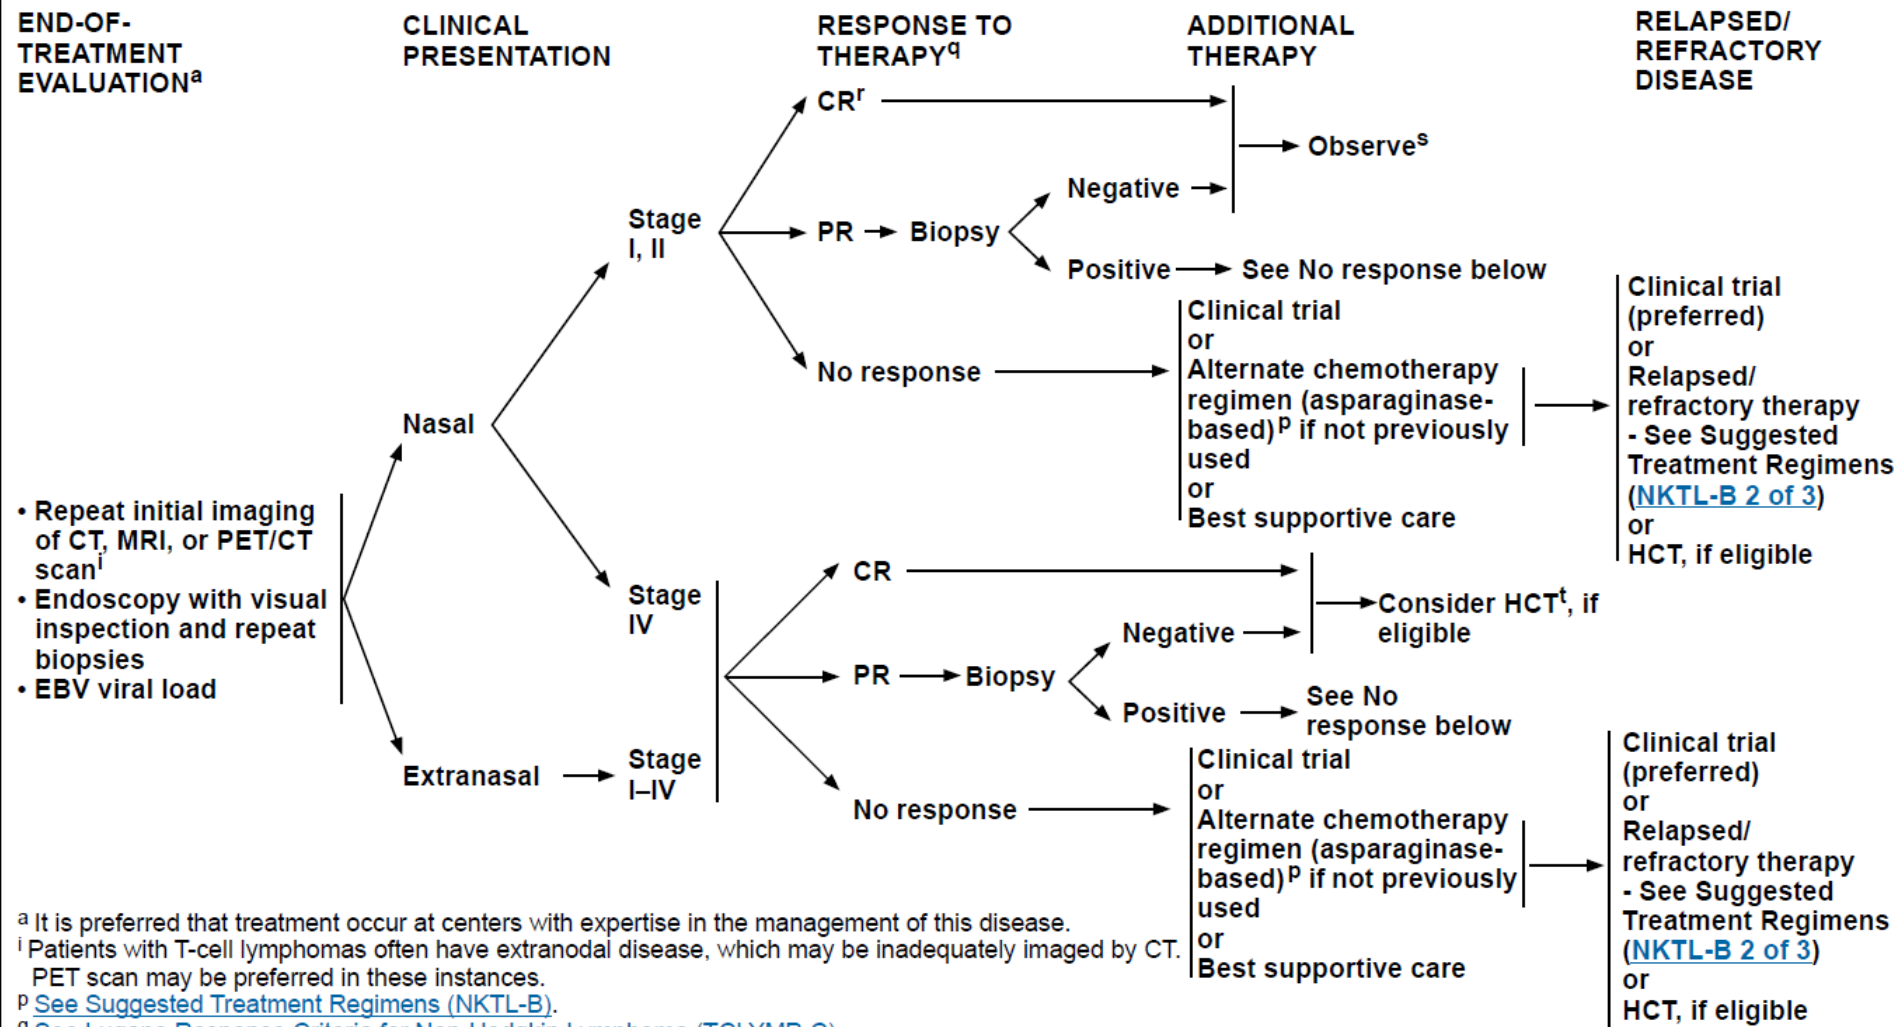 END-OF-
TREATMENT
EVALUATIONa
CLINICAL
PRESENTATION
RESPONSE TO
THERAPYq
ADDITIONAL
THERAPY
RELAPSED/
REFRACTORY
DISEASE
• Repeat initial imaging
of CT, MRI, or PET/CT
scani
• Endoscopy with visual
inspection and repeat
biopsies
• EBV viral load
Nasal
Extranasal
Stage
I, II
Stage
IV
Stage
I–IV
CRr
PR
Biopsy
Negative
Observes
Positive
See No response below
No response
Clinical trial
or
Alternate chemotherapy
regimen (asparaginase-
based)p if not previously
used
or
Best supportive care
Clinical trial
(preferred)
or
Relapsed/
refractory therapy
- See Suggested
Treatment Regimens
(NKTL-B 2 of 3)
or
HCT, if eligible
CR
PR
Biopsy
Negative
Consider HCTt, if
eligible
Positive
See No
response below
No response
Clinical trial
or
Alternate chemotherapy
regimen (asparaginase-
based)p if not previously
used
or
Best supportive care
Clinical trial
(preferred)
or
Relapsed/
refractory therapy
- See Suggested
Treatment Regimens
(NKTL-B 2 of 3)
or
HCT, if eligible
a It is preferred that treatment occur at centers with expertise in the management of this disease.
i Patients with T-cell lymphomas often have extranodal disease, which may be inadequately imaged by CT.
PET scan may be preferred in these instances.
p See Suggested Treatment Regimens (NKTL-B).